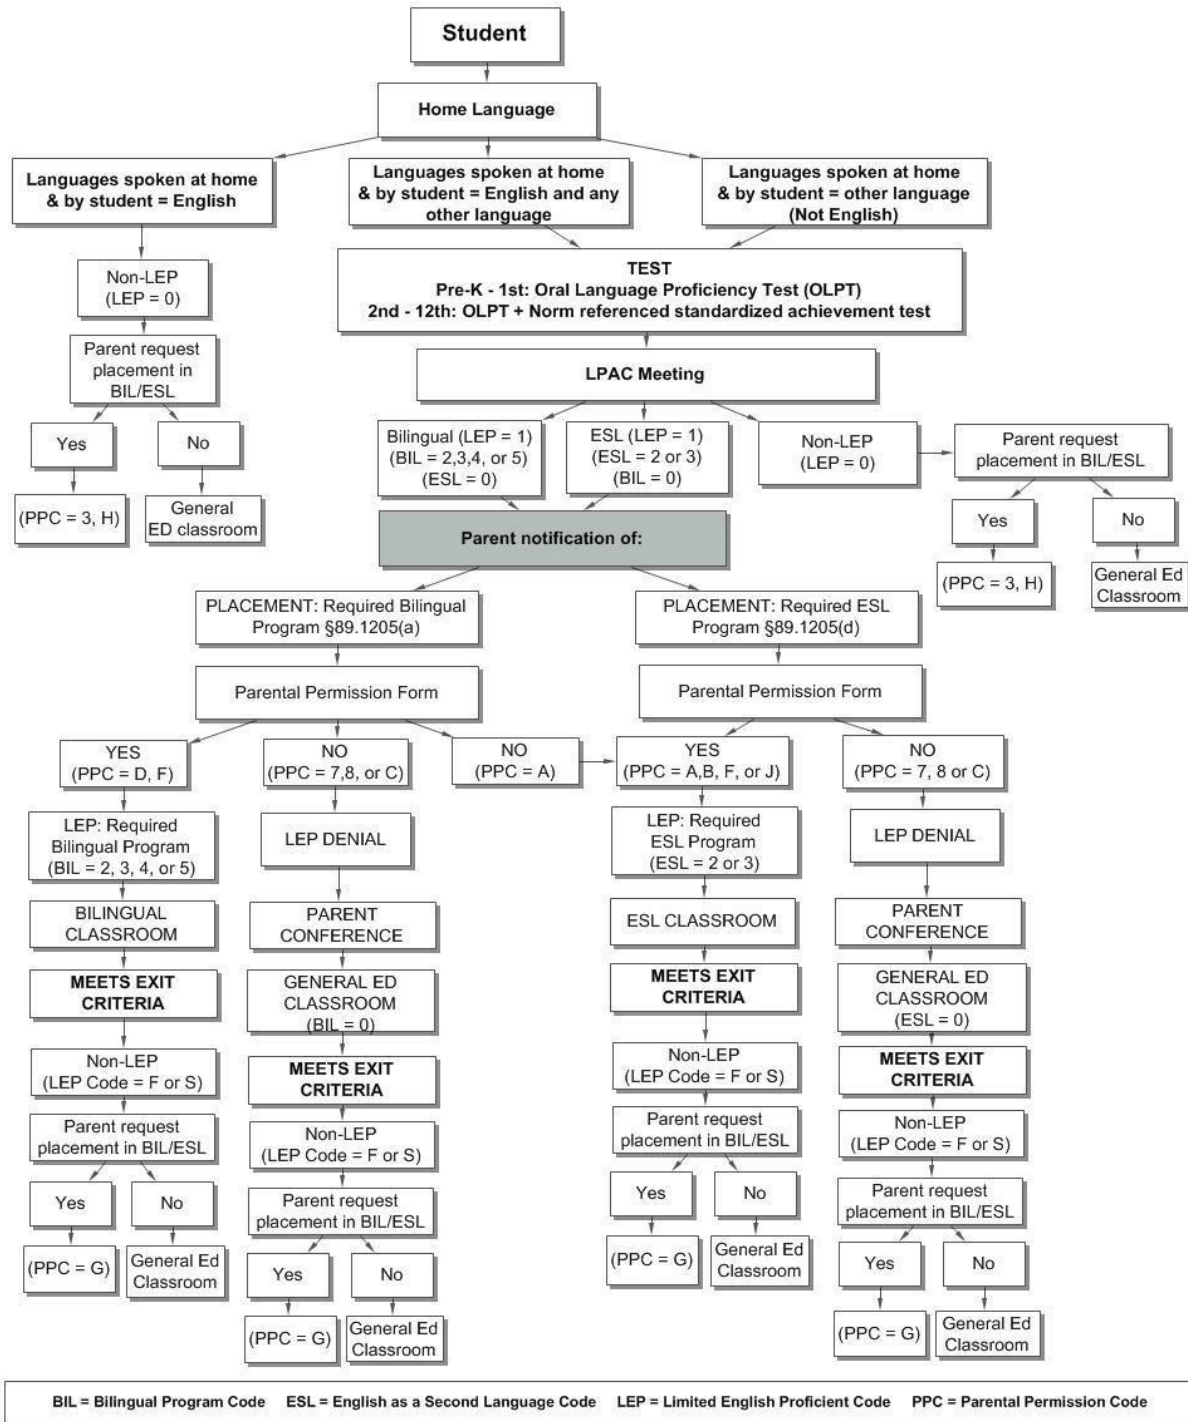 Student
Home Language
Languages spoken at home
& by student = English
Languages spoken at home
& by student = English and any
other language
Languages spoken at home
& by student = other language
(Not English)
Non-LEP
(LEP = 0)
TEST
Pre-K - 1st: Oral Language Proficiency Test (OLPT)
2nd - 12th: OLPT + Norm referenced standardized achievement test
Parent request
placement in
BIL/ESL
LPAC Meeting
Yes
No
(PPC = 3, H)
General
ED classroom
Bilingual (LEP = 1)
(BIL = 2,3,4, or 5)
(ESL = 0)
ESL (LEP = 1)
(ESL = 2 or 3)
(BIL = 0)
Non-LEP
(LEP = 0)
Parent request
placement in BIL/ESL
Yes
No
(PPC = 3, H)
General Ed
Classroom
Parent notification of:
PLACEMENT: Required Bilingual
Program §89.1205(a)
PLACEMENT: Required ESL
Program §89.1205(d)
Parental Permission Form
Parental Permission Form
YES
(PPC = D, F)
NO
(PPC = 7,8, or C)
NO
(PPC = A)
YES
(PPC = A,B, F, or J)
NO
(PPC = 7, 8 or C)
LEP: Required
Bilingual Program
(BIL = 2, 3, 4, or 5)
LEP DENIAL
LEP: Required
ESL Program
(ESL = 2 or 3)
LEP DENIAL
BILINGUAL
CLASSROOM
PARENT
CONFERENCE
ESL CLASSROOM
PARENT
CONFERENCE
MEETS EXIT
CRITERIA
GENERAL ED
CLASSROOM
(BIL = 0)
MEETS EXIT
CRITERIA
GENERAL ED
CLASSROOM
(ESL = 0)
Non-LEP
(LEP Code = F or S)
MEETS EXIT
CRITERIA
Non-LEP
(LEP Code = F or S)
MEETS EXIT
CRITERIA
Parent request
placement in BIL/ESL
Non-LEP
(LEP Code = F or S)
Parent request
placement in BIL/ESL
Non-LEP
(LEP Code = F or S)
Yes
No
Parent request
placement in BIL/ESL
Yes
No
Parent request
placement in BIL/ESL
(PPC = G)
General Ed
Classroom
Yes
No
(PPC = G)
General Ed
Classroom
Yes
No
(PPC = G)
General Ed
Classroom
(PPC = G)
General Ed
Classroom
BIL = Bilingual Program Code ESL = English as a Second Language Code LEP = Limited English Proficient Code PPC = Parental Permission Code